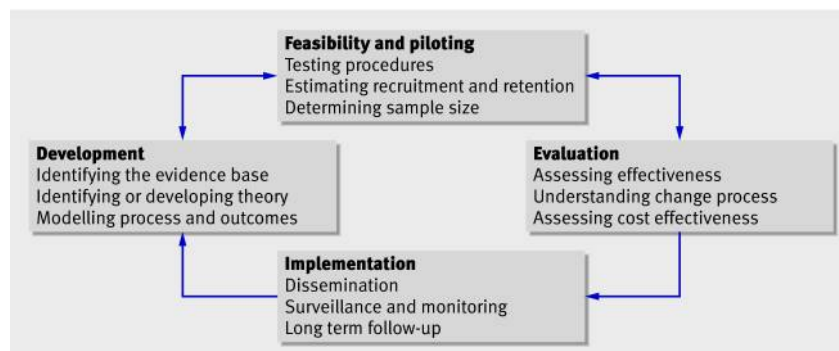 Feasibility and piloting
Testing procedures
Estimating recruitment and retention
Determining sample size
Development
Identifying the evidence base
Identifying or developing theory
Modelling process and outcomes
Evaluation
Assessing effectiveness
Understanding change process
Assessing cost effectiveness
Implementation
Dissemination
Surveillance and monitoring
Long term follow-up